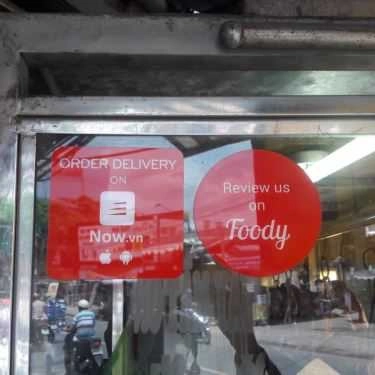 ORDER DELIVERY
ON
Now.vn
Review us
on
Foody